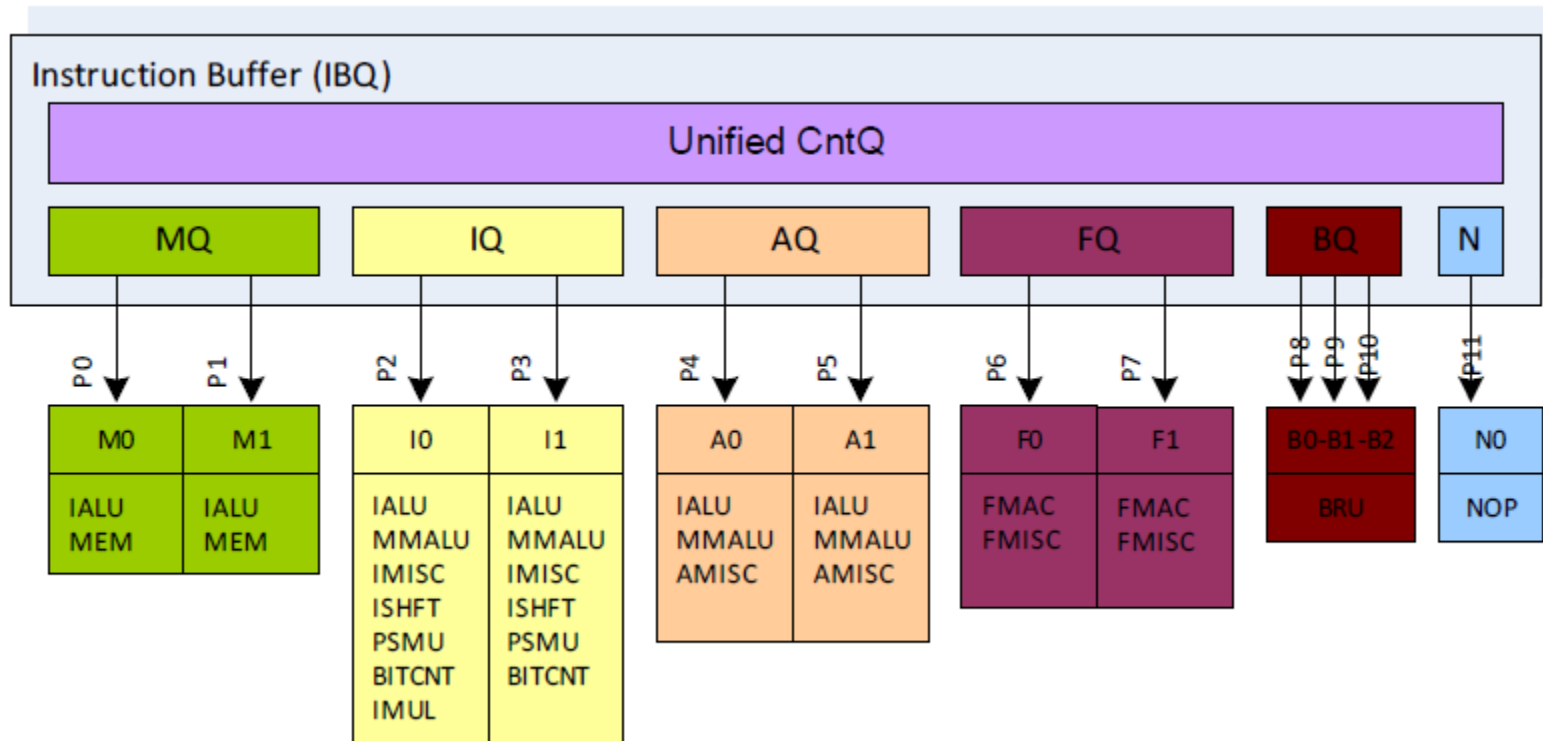 Instruction Buffer (IBQ)
Unified CntQ
MQ
IQ
AQ
FQ
BQ
N
P0
P1
P2
P3
P4
P5
P6
P7
P8
P9
P10
P11
M0
M1
I0
I1
A0
A1
F0
F1
B0-B1-B2
N0
IALU
MEM
IALU
MEM
IALU
MMALU
IMISC
ISHFT
PSMU
BITCNT
IMUL
IALU
MMALU
IMISC
ISHFT
PSMU
BITCNT
IALU
MMALU
AMISC
IALU
MMALU
AMISC
FMAC
FMISC
FMAC
FMISC
BRU
NOP